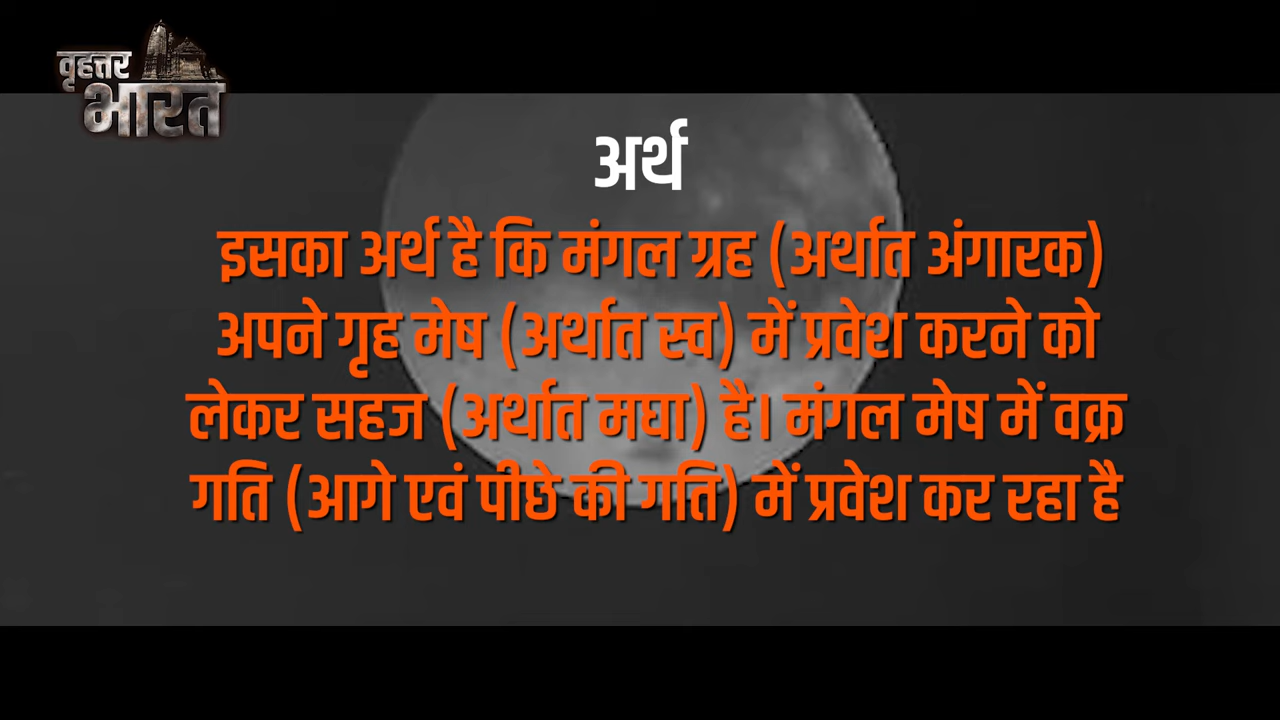 वृहत्तर
भारत
अर्थ
इसका अर्थ है कि मंगल ग्रह (अर्थात अंगारक)
अपने गृह मेष (अर्थात स्व) में प्रवेश करने को
लेकर सहज (अर्थात मघा) है। मंगल मेष में वक्र
गति (आगे एवं पीछे की गति) में प्रवेश कर रहा है